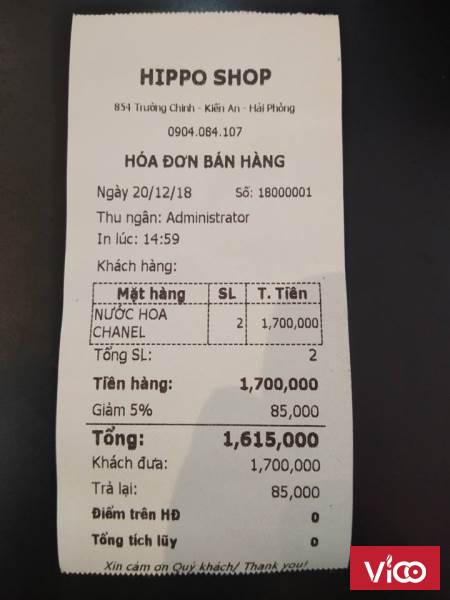 HIPPO SHOP
854 Trường Chinh - Kiến An - Hải Phòng
0904.084.107
HÓA ĐƠN BÁN HÀNG
Ngày 20/12/18 Số: 18000001
Thu ngân: Administrator
In lúc: 14:59
Khách hàng:
Mặt hàng SL T. Tiền
NƯỚC HOA CHANEL 2 1,700,000
Tổng SL: 2
Tiền hàng: 1,700,000
Giảm 5% 85,000
Tổng: 1,615,000
Khách đưa: 1,700,000
Trả lại: 85,000
Điểm trên HĐ 0
Tổng tích lũy 0
Xin cảm ơn Quý khách/ Thank you!
Vico